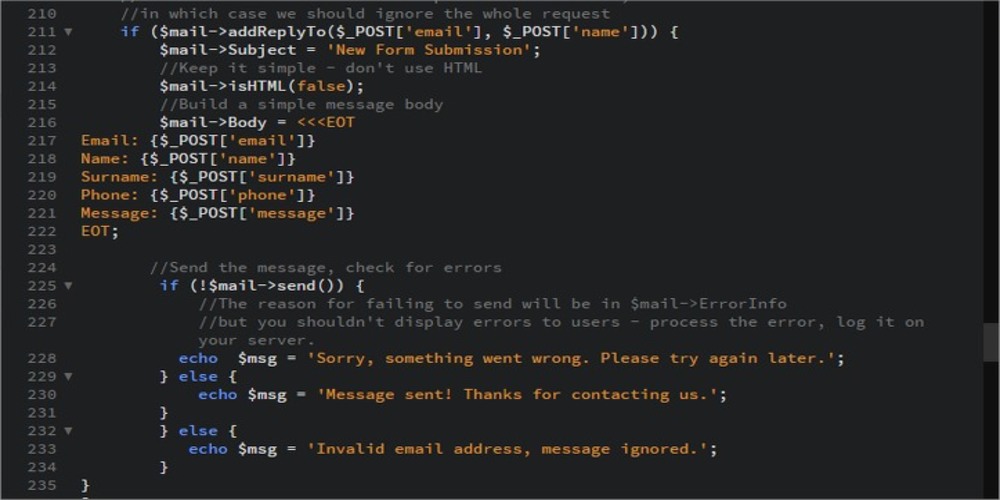 210 //in which case we should ignore the whole request
211 if ($mail->addReplyTo($_POST['email'], $_POST['name'])) {
212 $mail->Subject = 'New Form Submission';
213 //Keep it simple - don't use HTML
214 $mail->isHTML(false);
215 //Build a simple message body
216 $mail->Body = <<<EOT
217 Email: {$_POST['email']}
218 Name: {$_POST['name']}
219 Surname: {$_POST['surname']}
220 Phone: {$_POST['phone']}
221 Message: {$_POST['message']}
222 EOT;
223
224 //Send the message, check for errors
225 if (!$mail->send()) {
226 //The reason for failing to send will be in $mail->ErrorInfo
227 //but you shouldn't display errors to users - process the error, log it on
your server.
228 echo  $msg = 'Sorry, something went wrong. Please try again later.';
229 } else {
230 echo $msg = 'Message sent! Thanks for contacting us.';
231 }
232 } else {
233 echo $msg = 'Invalid email address, message ignored.';
234 }
235 }